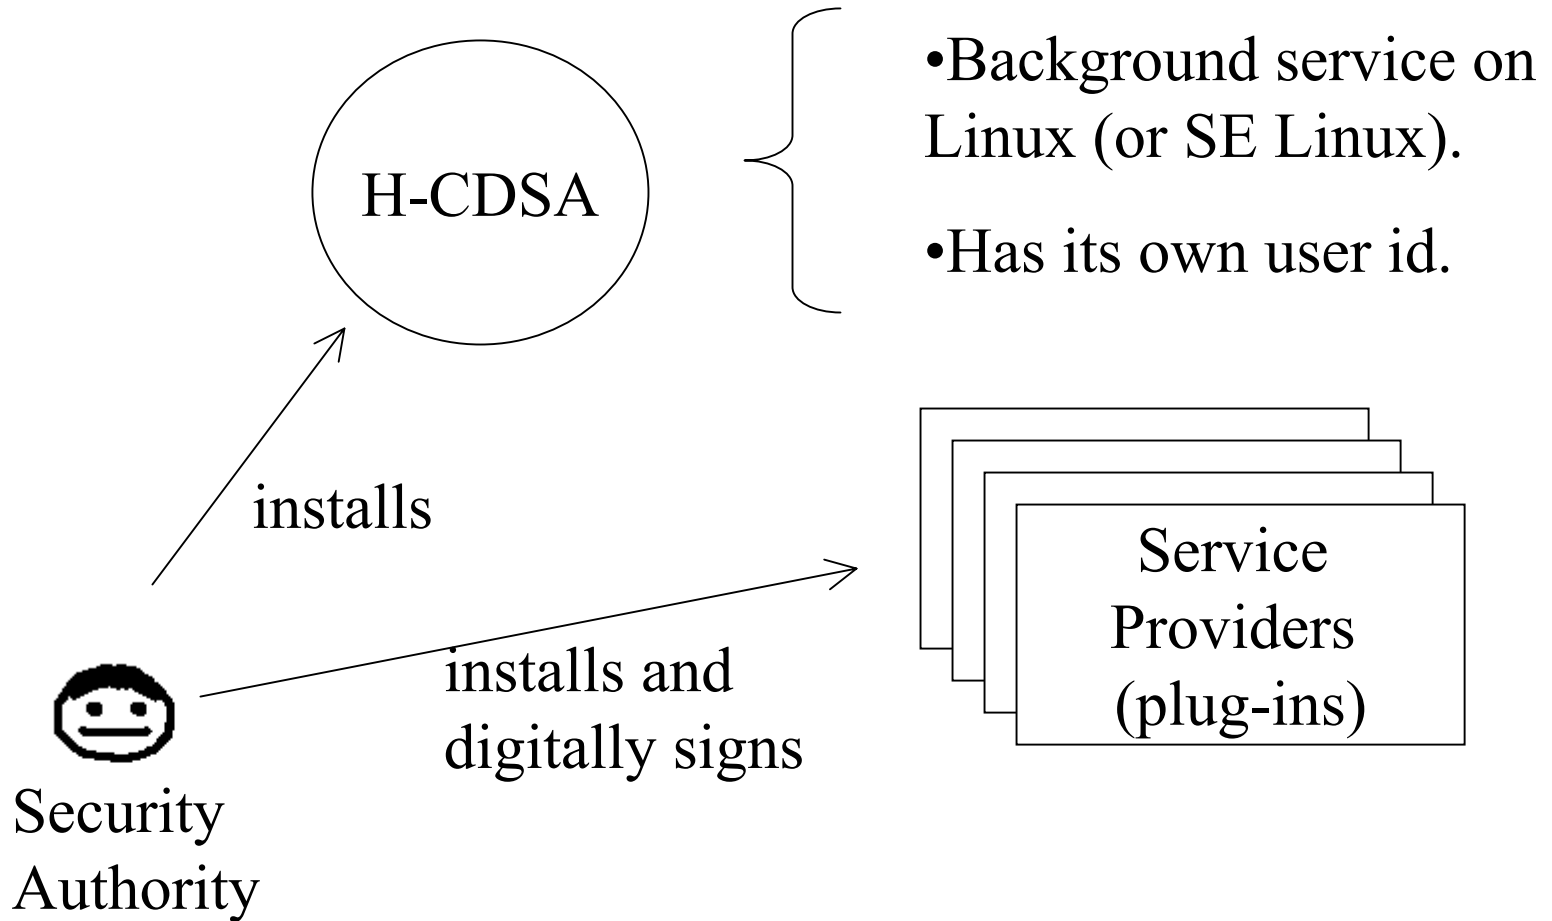 •Background service on
Linux (or SE Linux).
H-CDSA
•Has its own user id.
installs
Service
Providers
(plug-ins)
installs and
digitally signs
Security
Authority